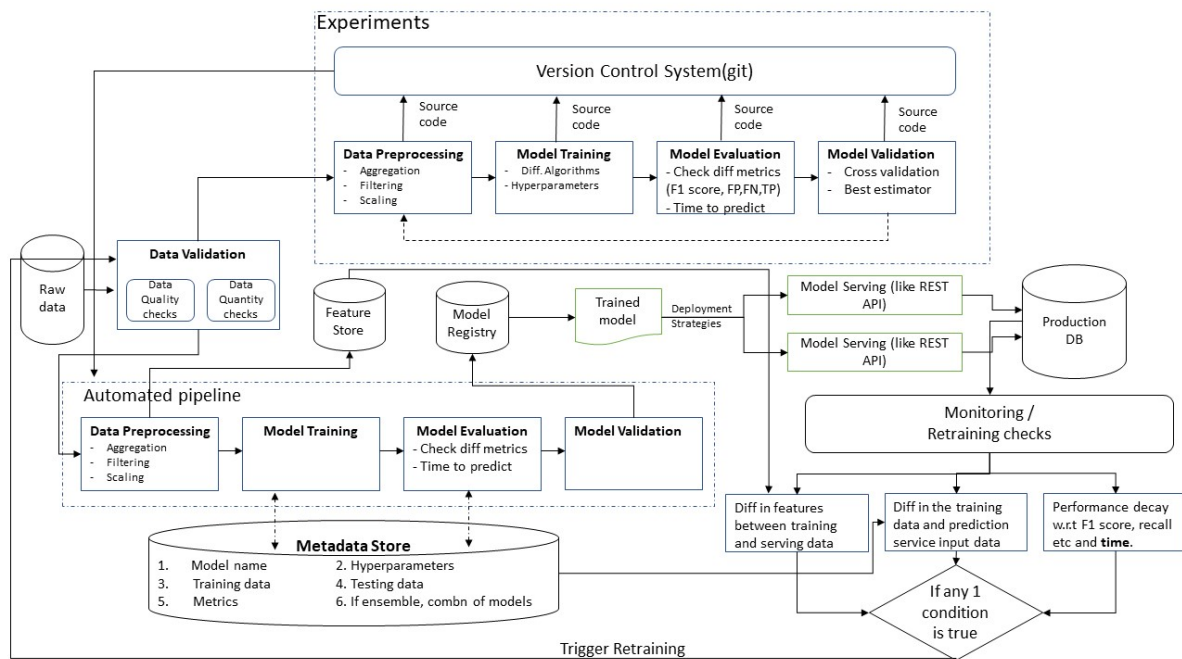 Experiments
Version Control System(git)
Source
code
Source
code
Source
code
Source
code
Data Preprocessing
- Aggregation
- Filtering
- Scaling
Model Training
- Diff. Algorithms
- Hyperparameters
Model Evaluation
- Check diff metrics
(F1 score, FP,FN,TP)
- Time to predict
Model Validation
- Cross validation
- Best estimator
Raw
data
Data Validation
Data
Quality
checks
Data
Quantity
checks
Feature
Store
Model
Registry
Trained
model
Deployment
Strategies
Model Serving (like REST
API)
Model Serving (like REST
API)
Production
DB
Automated pipeline
Data Preprocessing
- Aggregation
- Filtering
- Scaling
Model Training
Model Evaluation
- Check diff metrics
- Time to predict
Model Validation
Monitoring /
Retraining checks
Diff in features
between training
and serving data
Diff in the training
data and prediction
service input data
Performance decay
w.r.t F1 score, recall
etc and time.
Metadata Store
1. Model name 2. Hyperparameters
3. Training data 4. Testing data
5. Metrics 6. If ensemble, combn of models
If any 1
condition
is true
Trigger Retraining